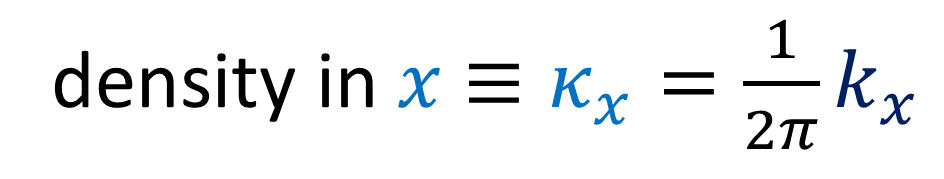 density in x ≡ κₓ = 1/2π kₓ